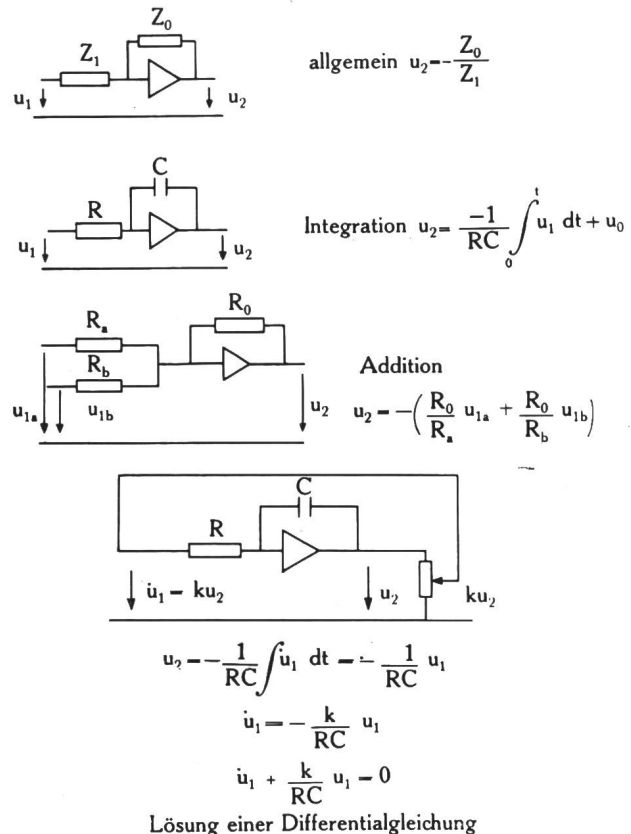 Z₀
Z₁
u₁
u₂
allgemein u₂=-Z₀/Z₁
C
R
u₁
u₂
Integration u₂= -1/RC ∫₀ᵗ u₁ dt + u₀
Rₐ
R_b
R₀
u₁ₐ
u₁b
u₂
Addition
u₂ = -(R₀/Rₐ u₁ₐ + R₀/R_b u₁b)
C
R
u̇₁ = ku₂
u₂
ku₂
u₂ = - 1/RC ∫ u̇₁ dt = - 1/RC u₁
u̇₁ = - k/RC u₁
u̇₁ + k/RC u₁ = 0
Lösung einer Differentialgleichung